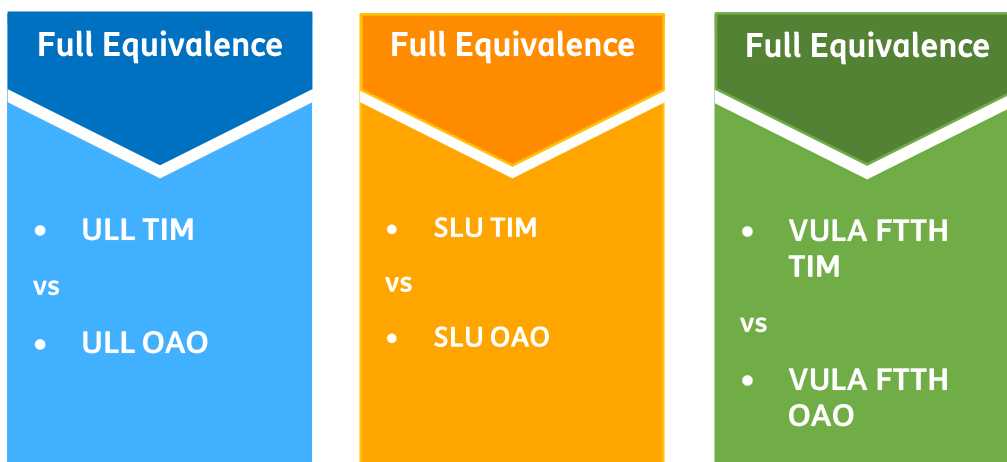 Full Equivalence
• ULL TIM
vs
• ULL OAO
Full Equivalence
• SLU TIM
vs
• SLU OAO
Full Equivalence
• VULA FTTH
TIM
vs
• VULA FTTH
OAO